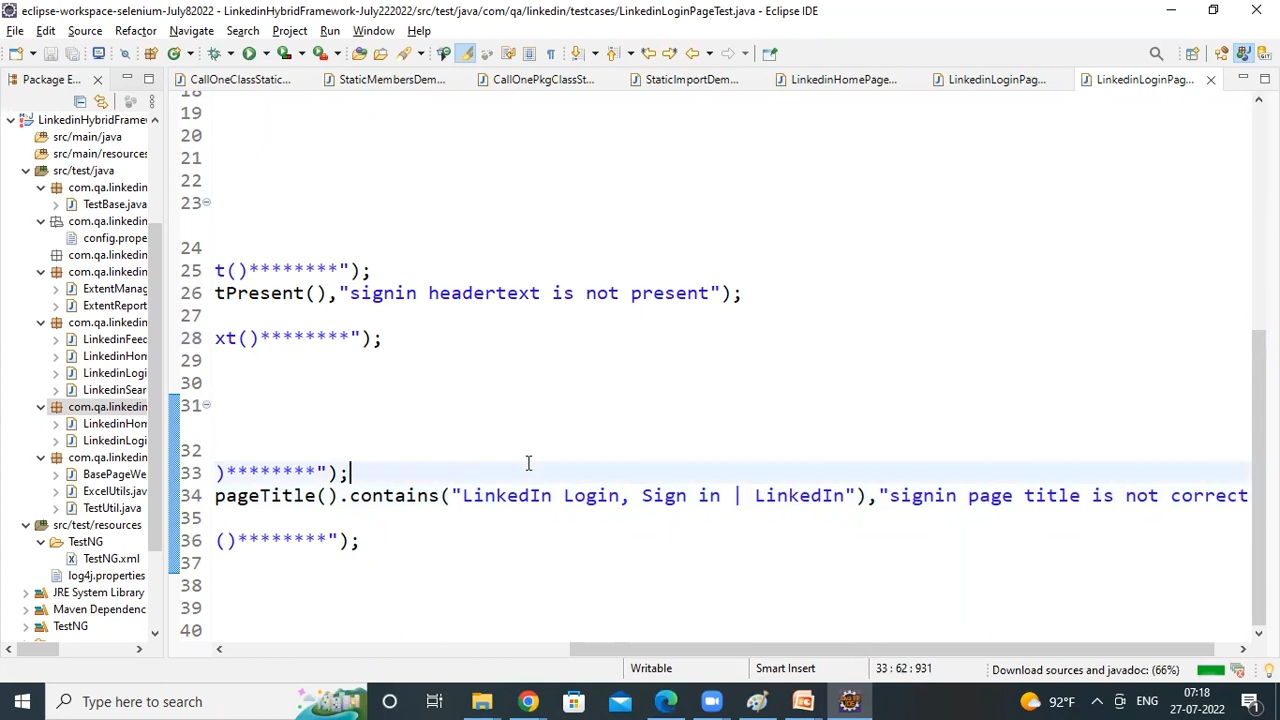 eclipse-workspace-selenium-July82022 - LinkedinHybridFramework-July222022/src/test/java/com/qa/linkedin/testcases/LinkedinLoginPageTest.java - Eclipse IDE
File Edit Source Refactor Navigate Search Project Run Window Help
Package E...
CallOneClassStatic...
StaticMembersDem...
CallOnePkgClassSt...
StaticImportDem...
LinkedinHomePage...
LinkedinLoginPag...
LinkedinLoginPag...
LinkedinHybridFrame
src/main/java
src/main/resources
src/test/java
com.qa.linkedin
TestBase.java
com.qa.linkedin
config.prope
com.qa.linkedin
com.qa.linkedin
ExtentManag
ExtentRepor
com.qa.linkedin
LinkedinFeed
LinkedinHom
LinkedinLogi
LinkedinSear
com.qa.linkedin
LinkedinHom
LinkedinLogi
com.qa.linkedin
BasePageWe
ExcelUtils.jav
TestUtil.java
src/test/resources
TestNG
TestNG.xml
log4j.properties
JRE System Library
Maven Dependenc
TestNG
18
19
20
21
22
23
24
25 t()********");
26 tPresent(),"signin headertext is not present");
27
28 xt()********");
29
30
31
32
33 )********");
34 pageTitle().contains("LinkedIn Login, Sign in | LinkedIn"),"signin page title is not correct
35
36 ()********");
37
38
39
40
Writable Smart Insert 33 : 62 : 931 Download sources and javadoc: (66%)
Type here to search
92°F ENG 07:18
27-07-2022
1